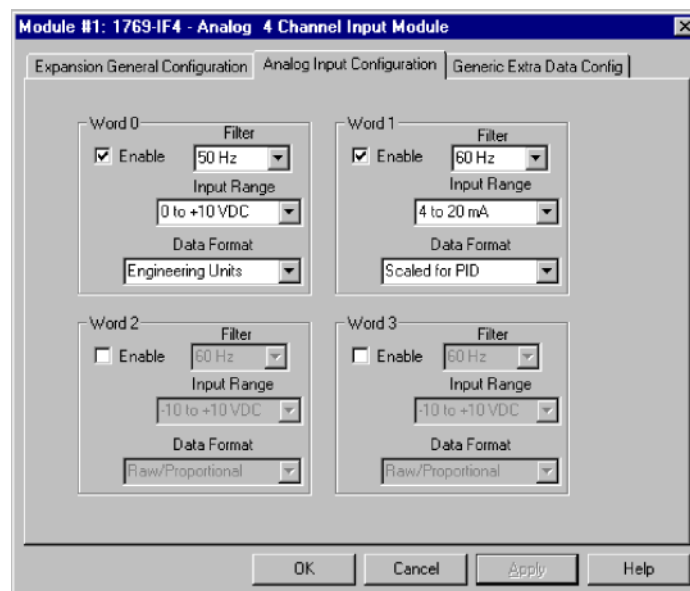 Module #1: 1769-IF4 - Analog 4 Channel Input Module
Expansion General Configuration Analog Input Configuration Generic Extra Data Config
Word 0
Filter
Enable 50 Hz
Input Range
0 to +10 VDC
Data Format
Engineering Units
Word 1
Filter
Enable 60 Hz
Input Range
4 to 20 mA
Data Format
Scaled for PID
Word 2
Filter
Enable 60 Hz
Input Range
-10 to +10 VDC
Data Format
Raw/Proportional
Word 3
Filter
Enable 60 Hz
Input Range
-10 to +10 VDC
Data Format
Raw/Proportional
OK Cancel Apply Help